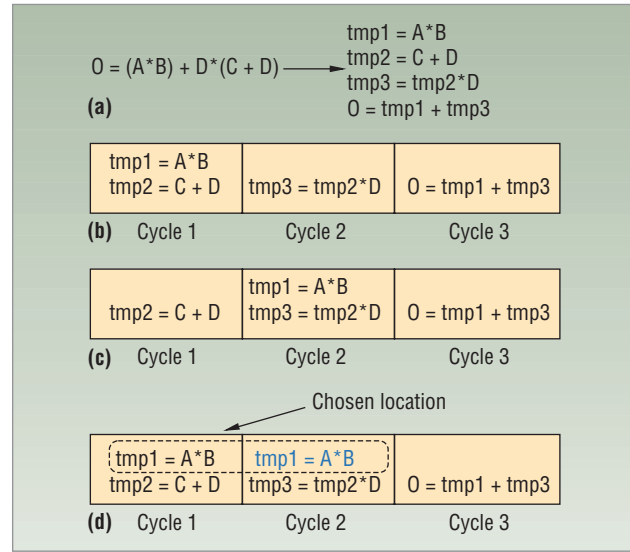 tmp1 = A*B
O = (A*B) + D*(C + D)
tmp2 = C + D
tmp3 = tmp2*D
O = tmp1 + tmp3
(a)
tmp1 = A*B
tmp2 = C + D tmp3 = tmp2*D O = tmp1 + tmp3
(b) Cycle 1 Cycle 2 Cycle 3
tmp1 = A*B
tmp2 = C + D tmp3 = tmp2*D O = tmp1 + tmp3
(c) Cycle 1 Cycle 2 Cycle 3
Chosen location
tmp1 = A*B tmp1 = A*B
tmp2 = C + D tmp3 = tmp2*D O = tmp1 + tmp3
(d) Cycle 1 Cycle 2 Cycle 3